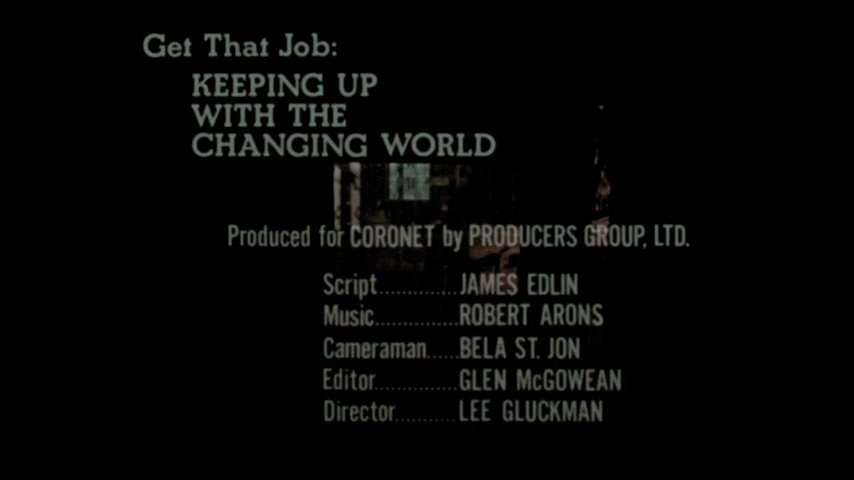 Get That Job:
KEEPING UP
WITH THE
CHANGING WORLD
Produced for CORONET by PRODUCERS GROUP, LTD.
Script..............JAMES EDLIN
Music...............ROBERT ARONS
Cameraman......BELA ST. JON
Editor...............GLEN McGOWEAN
Director...........LEE GLUCKMAN